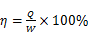 η = Q/W × 100%